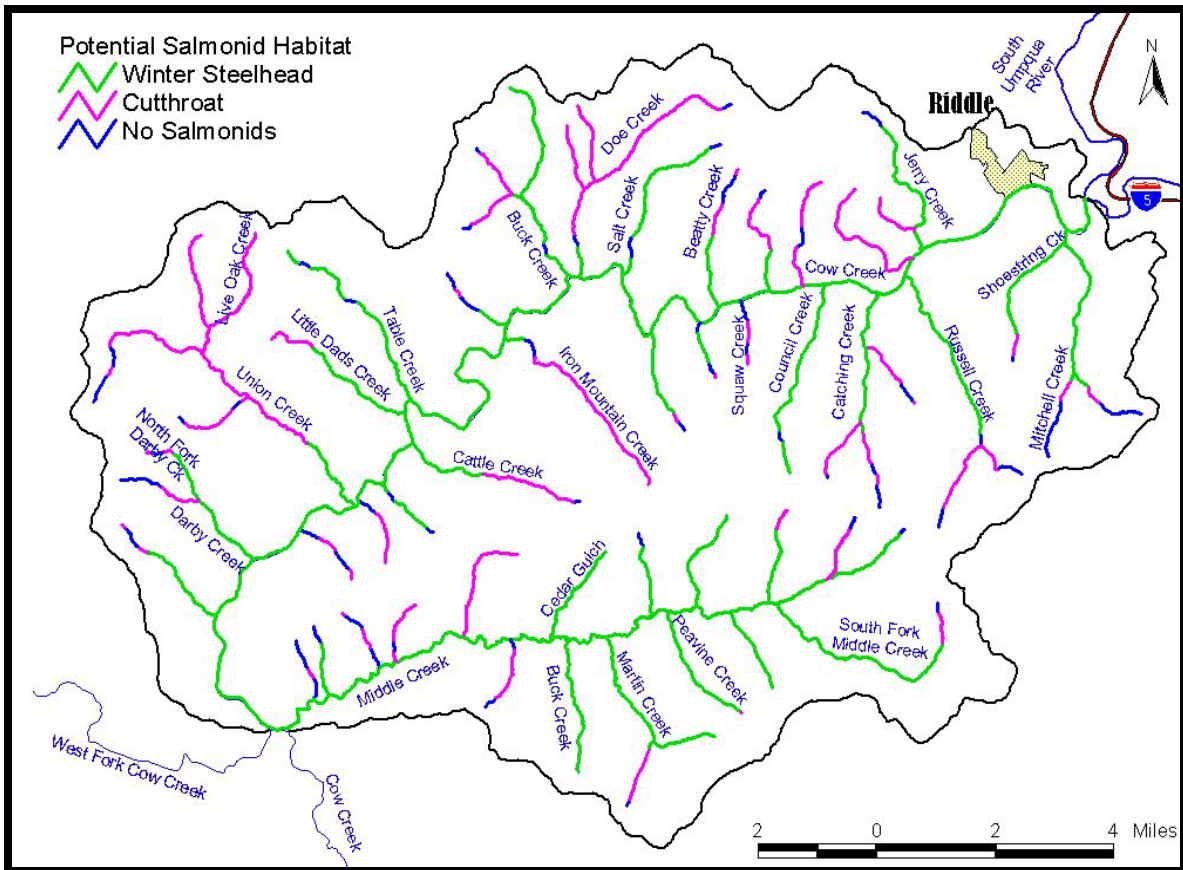 Potential Salmonid Habitat
Winter Steelhead
Cutthroat
No Salmonids
South
Umpqua
River
N
Riddle
5
Doe Creek
Jerry Creek
Salt Creek
Beatty Creek
Buck Creek
Live Oak Creek
Cow Creek
Shoestring Ck
Table Creek
Little Dads Creek
Iron Mountain Creek
Squaw Creek
Council Creek
Catching Creek
Russell Creek
Mitchell Creek
Union Creek
North Fork
Darby Ck
Cattle Creek
Darby Creek
Cedar Gulch
South Fork
Middle Creek
Peavine Creek
Martin Creek
Buck Creek
Middle Creek
West Fork Cow Creek
Cow Creek
2 0 2 4 Miles